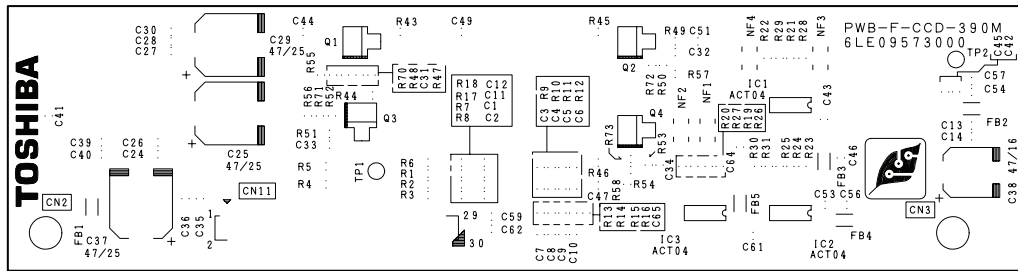 TOSHIBA
C41
C30
C28
C27
C29
47/25
C44
Q1
R43
C49
R45
Q2
R49
C51
C32
R72
R50
R57
NF4
R22
R29
R21
R28
NF3
PWB-F-CCD-390M
6LE09573000
TP2
C45
C42
C57
C54
FB2
R55
R70
R48
C31
R47
R44
R56
R71
R52
Q3
R18 C12
R17 C11
R7 C1
R8 C2
C3 R9
C4 R10
C5 R11
C6 R12
R73
Q4
R53
NF2
NF1
IC1
ACT04
R20
R27
R19
R26
C43
C39
C40
C26
C24
C25
47/25
R51
C33
R5
R4
TP1
R6
R1
R2
R3
R46
R58
R54
C34
C64
R30
R31
R25
R24
R23
C46
FB3
C13
C14
C38 47/16
CN2
FB1
C37
47/25
C36
C35
CN11
1
2
29
30
C59
C62
C47
R13
R14
R15
R16
C65
C7
C8
C9
C10
IC3
ACT04
FB5
C61
IC2
ACT04
C53
C56
FB4
CN3